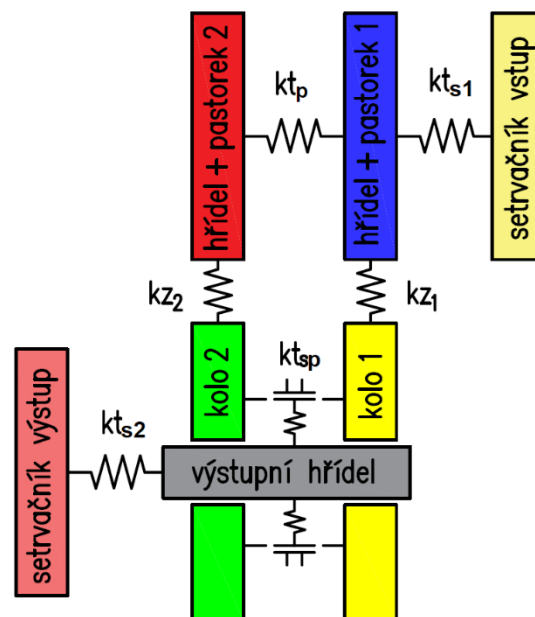 hřídel + pastorek 2
kt_p
hřídel + pastorek 1
kt_s1
setrvačník vstup
kz_2
kz_1
kolo 2
kt_sp
kolo 1
setrvačník výstup
kt_s2
výstupní hřídel